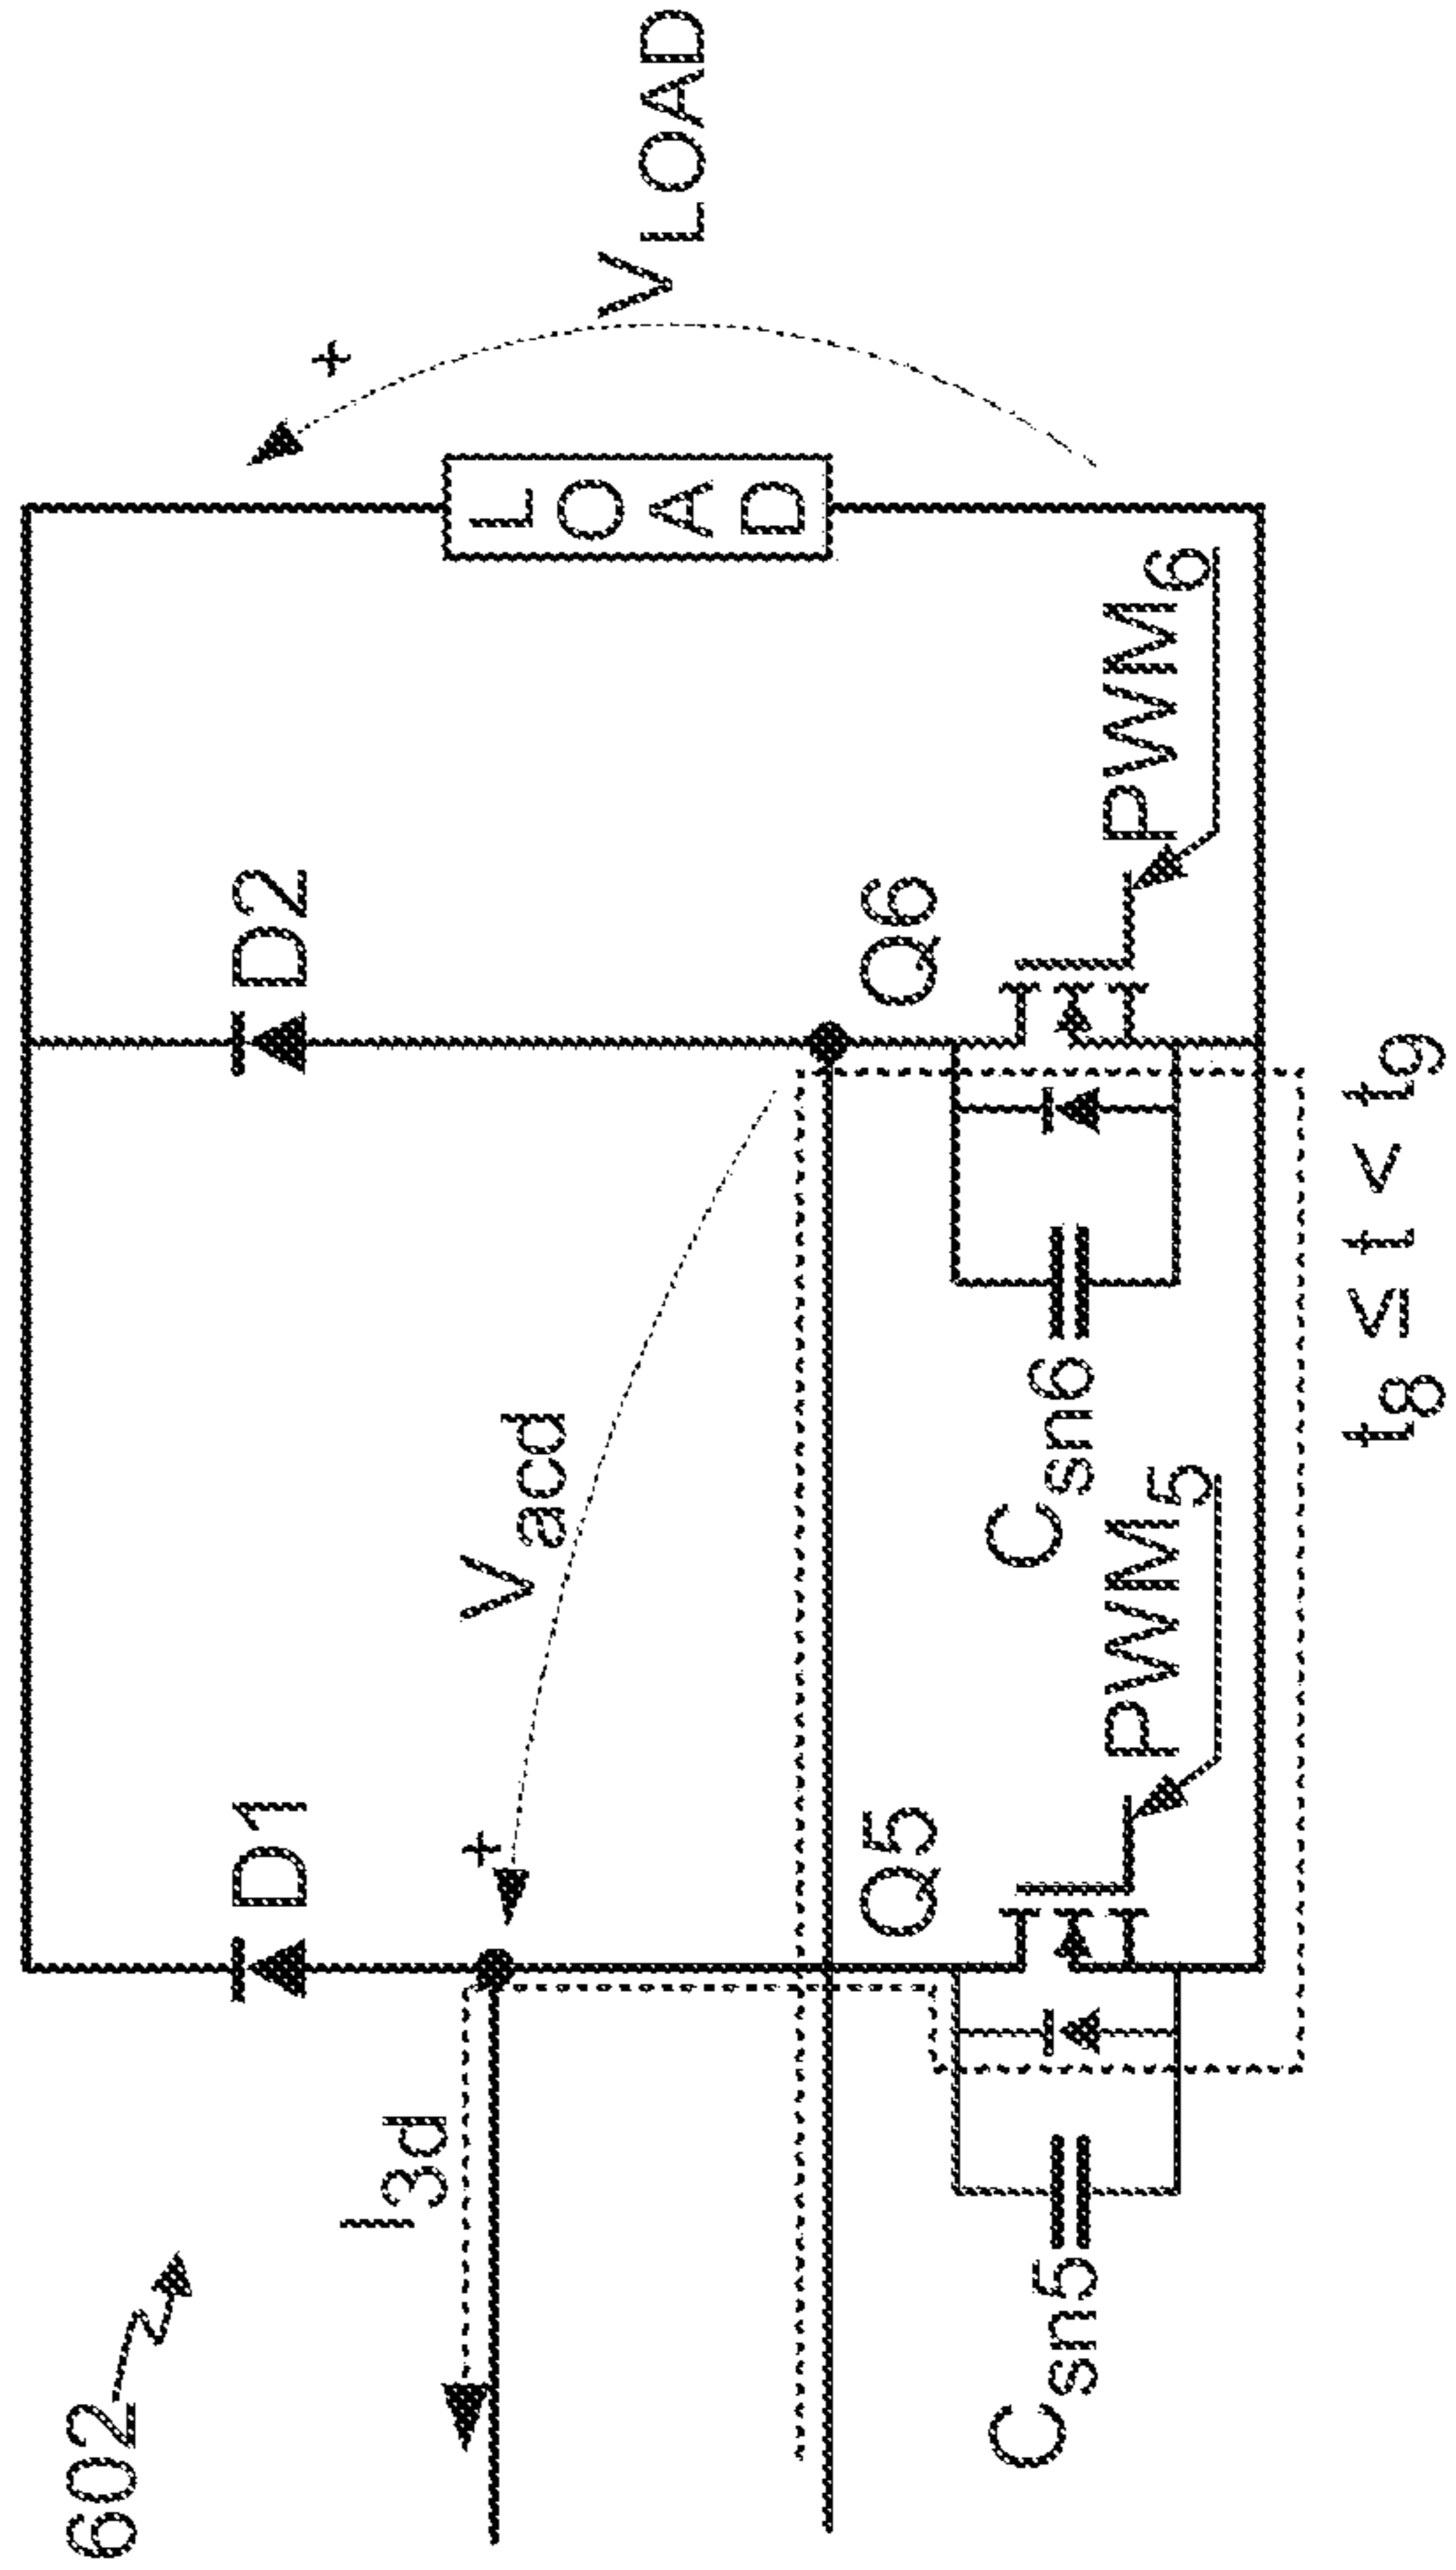 602
I3d
D1
D2
Vacd
+
+
VLOAD
LOAD
Q5
Q6
PWM5
PWM6
Csn5
Csn6
t8 ≤ t < t9